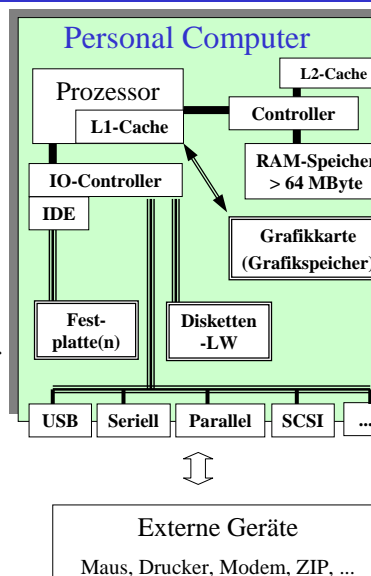 Personal Computer
L2-Cache
Prozessor
L1-Cache
Controller
RAM-Speicher
> 64 MByte
IO-Controller
IDE
Grafikkarte
(Grafikspeicher)
Fest-
platte(n)
Disketten
-LW
USB
Seriell
Parallel
SCSI
...
Externe Geräte
Maus, Drucker, Modem, ZIP, ...